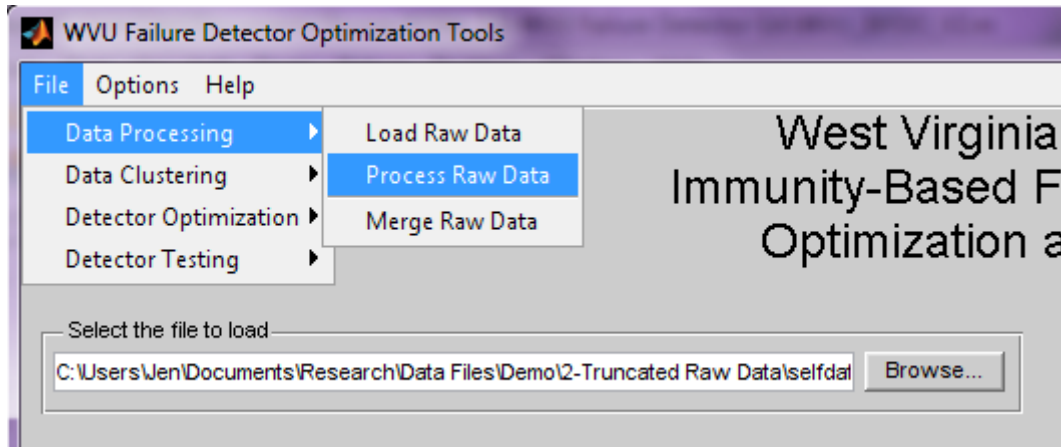 WVU Failure Detector Optimization Tools
File Options Help
Data Processing
Data Clustering
Detector Optimization
Detector Testing
Load Raw Data
Process Raw Data
Merge Raw Data
West Virginia
Immunity-Based F
Optimization a
Select the file to load
C:\Users\Jen\Documents\Research\Data Files\Demo\2-Truncated Raw Data\selfdat
Browse...